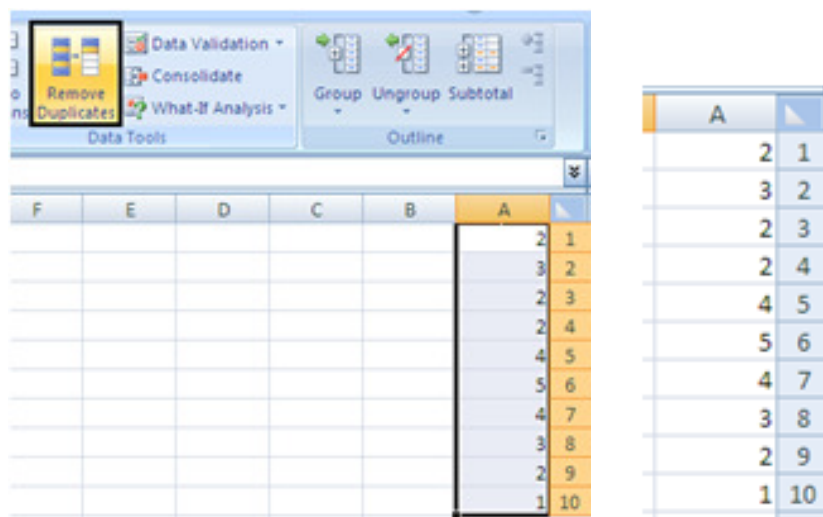 Remove Duplicates
Data Validation
Consolidate
What-If Analysis
Data Tools
Group Ungroup Subtotal
Outline
F E D C B A
2 1
3 2
2 3
2 4
4 5
5 6
4 7
3 8
2 9
1 10
A
2 1
3 2
2 3
2 4
4 5
5 6
4 7
3 8
2 9
1 10